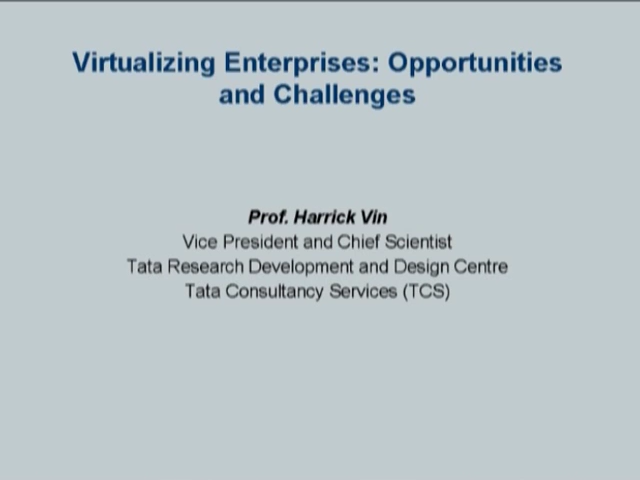 Virtualizing Enterprises: Opportunities
and Challenges
Prof. Harrick Vin
Vice President and Chief Scientist
Tata Research Development and Design Centre
Tata Consultancy Services (TCS)